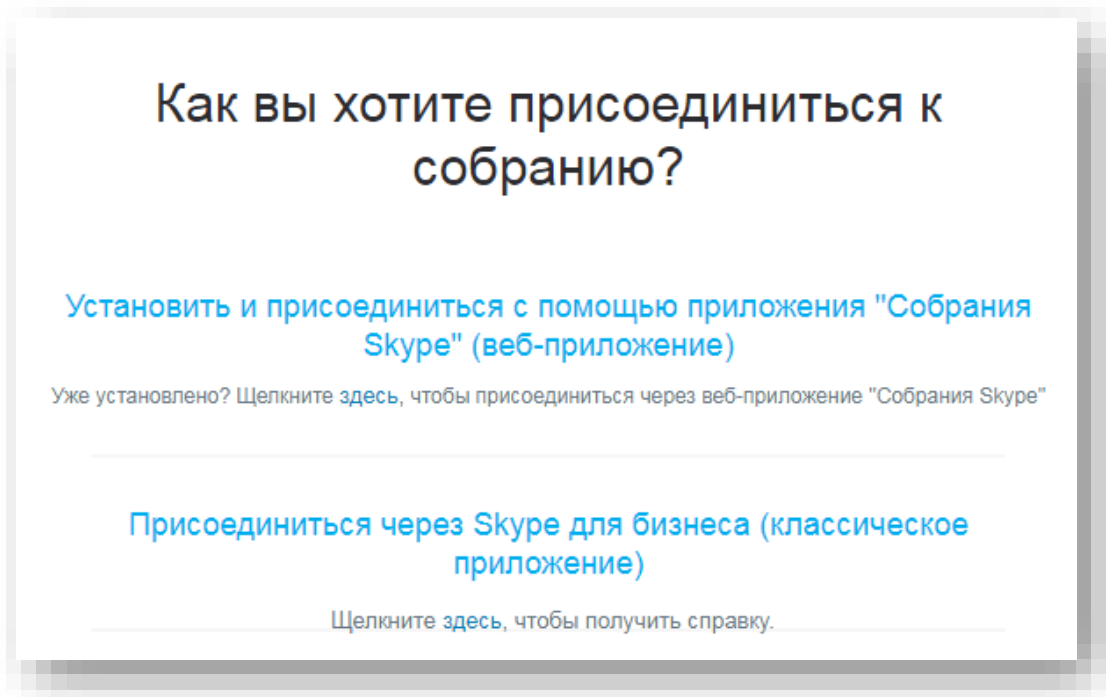 Как вы хотите присоединиться к
собранию?
Установить и присоединиться с помощью приложения "Собрания
Skype" (веб-приложение)
Уже установлено? Щелкните здесь, чтобы присоединиться через веб-приложение "Собрания Skype"
Присоединиться через Skype для бизнеса (классическое
приложение)
Щелкните здесь, чтобы получить справку.